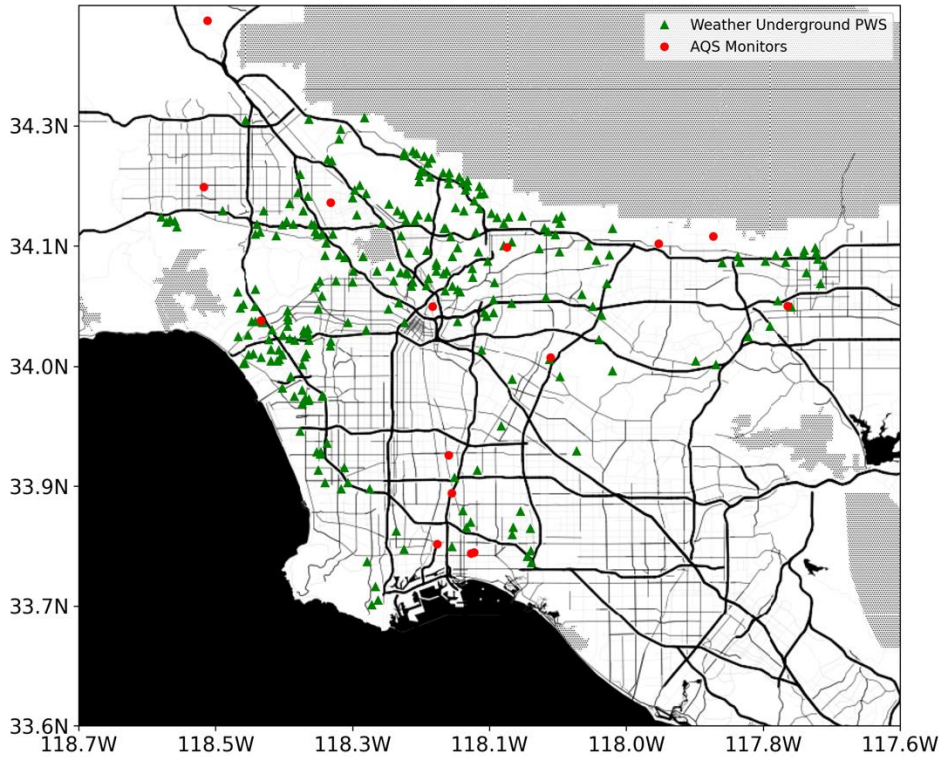 Weather Underground PWS
AQS Monitors
34.3N
34.1N
34.0N
33.9N
33.7N
33.6N
118.7W 118.5W 118.3W 118.1W 118.0W 117.8W 117.6W